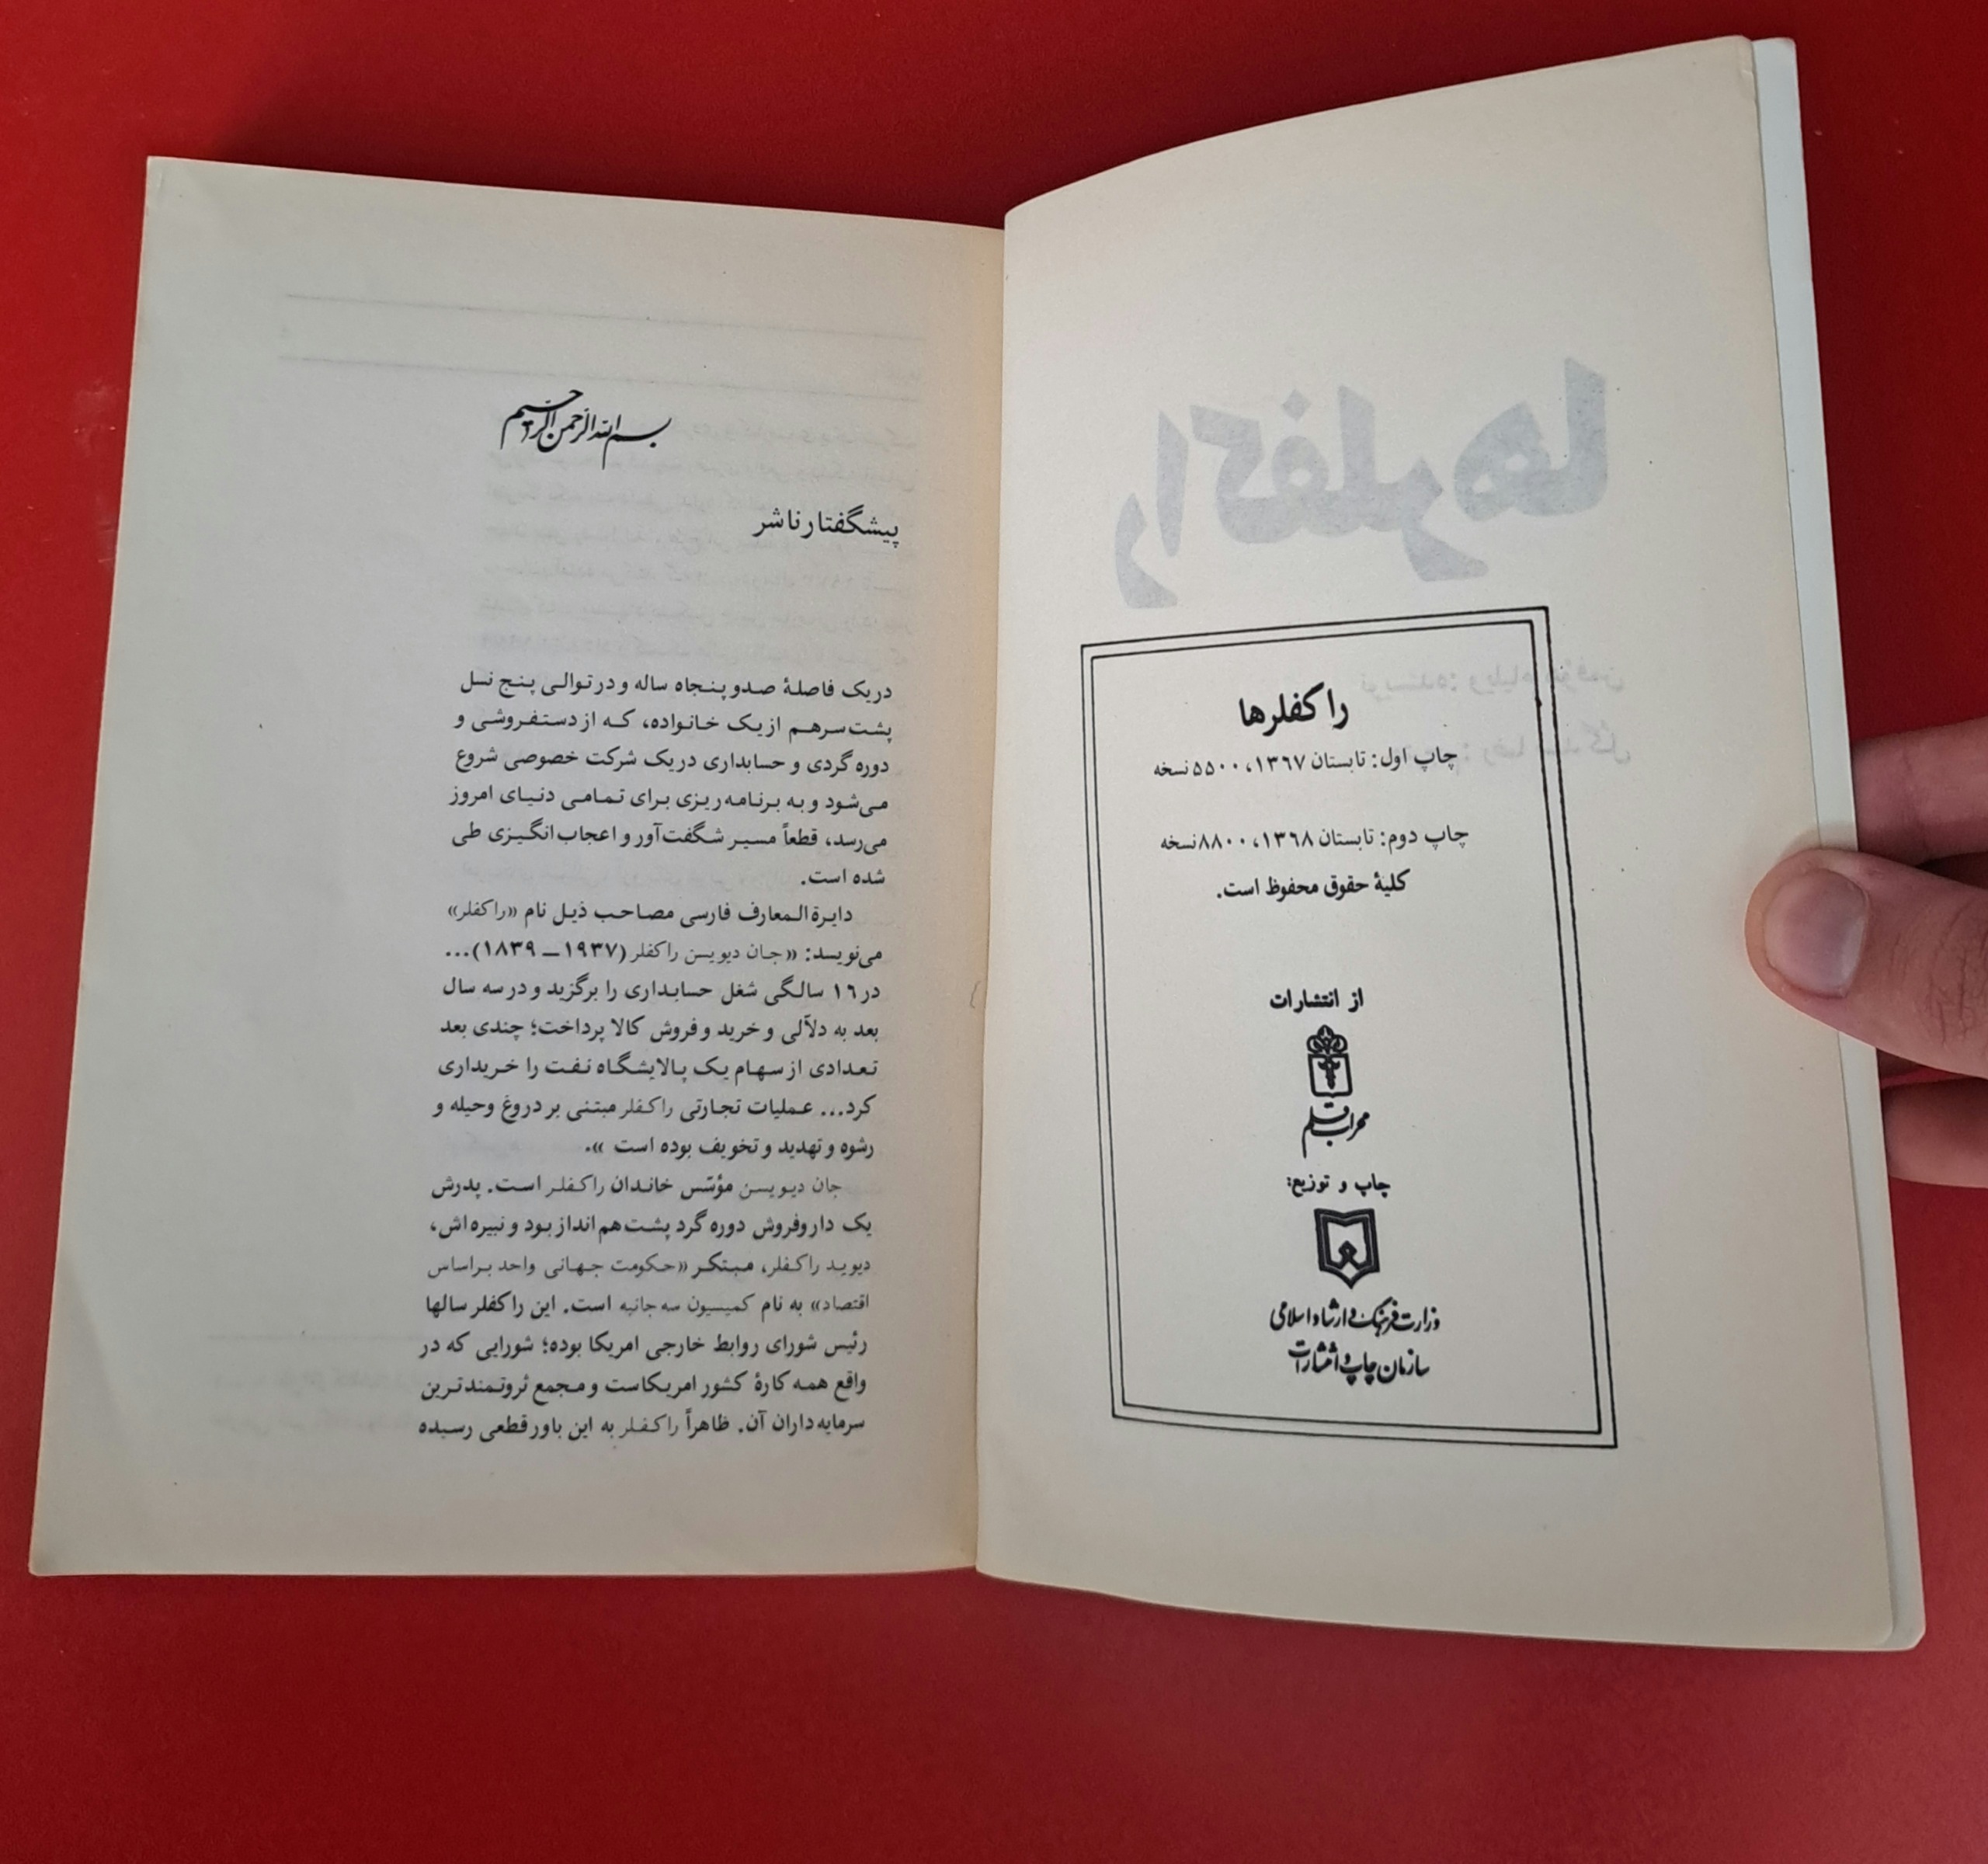 راکفلرها
چاپ اول: تابستان ۱۳۶۷، ۵۵۰۰ نسخه
چاپ دوم: تابستان ۱۳۶۸، ۸۸۰۰ نسخه
کلیهٔ حقوق محفوظ است.
از انتشارات
محراب قلم
چاپ و توزیع:
وزارت فرهنگ و ارشاد اسلامی
سازمان چاپ و انتشارات
بسم الله الرحمن الرحیم
پیشگفتار ناشر
در یک فاصلهٔ صد و پنجاه ساله و در توالی پنج نسل
پشت سر هم از یک خانواده، که از دستفروشی و
دوره گردی و حسابداری در یک شرکت خصوصی شروع
می‌شود و به برنامه ریزی برای تمامی دنیای امروز
می‌رسد، قطعاً مسیر شگفت‌آور و اعجاب انگیزی طی
شده است.
دایرة المعارف فارسی مصاحب ذیل نام «راکفلر»
می‌نویسد: «جان دیویسن راکفلر (۱۹۳۷ــ۱۸۳۹)...
در ۱۶ سالگی شغل حسابداری را برگزید و در سه سال
بعد به دلاّلی و خرید و فروش کالا پرداخت؛ چندی بعد
تعدادی از سهام یک پالایشگاه نفت را خریداری
کرد... عملیات تجارتی راکفلر مبتنی بر دروغ و حیله و
رشوه و تهدید و تخویف بوده است ».
جان دیویسن مؤسّس خاندان راکفلر است. پدرش
یک داروفروش دوره گرد پشت هم انداز بود و نبیره اش،
دیوید راکفلر، مبتکر «حکومت جهانی واحد براساس
اقتصاد» به نام کمیسیون سه جانبه است. این راکفلر سالها
رئیس شورای روابط خارجی امریکا بوده؛ شورایی که در
واقع همه کارهٔ کشور امریکاست و مجمع ثروتمندترین
سرمایه داران آن. ظاهراً راکفلر به این باور قطعی رسیده